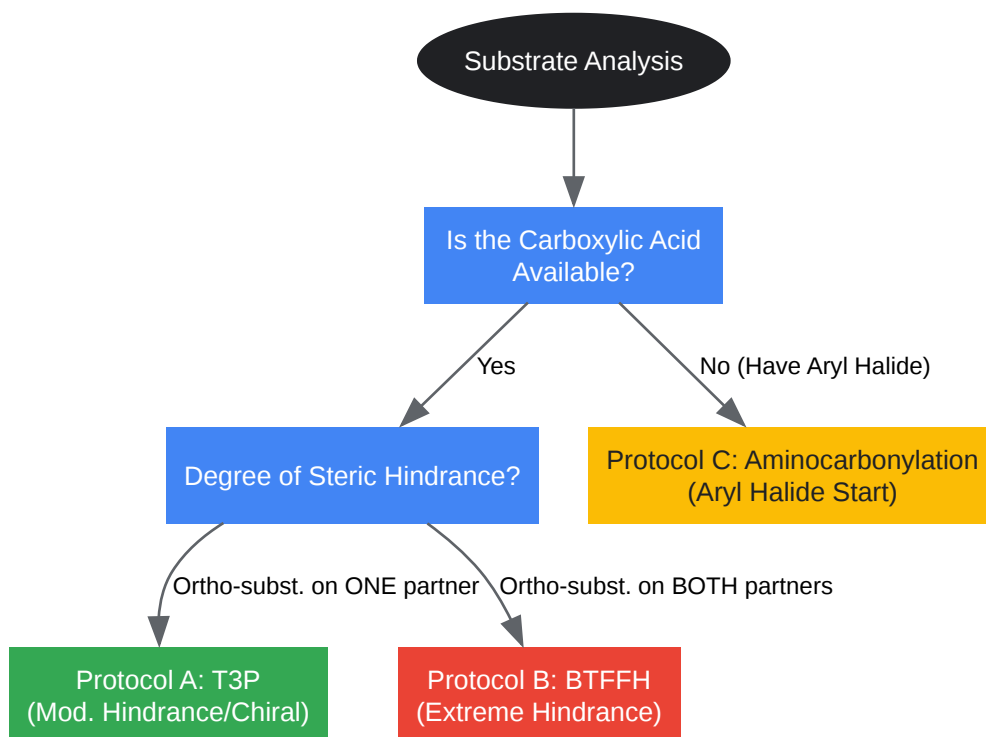 Substrate Analysis
Is the Carboxylic Acid
Available?
Yes
No (Have Aryl Halide)
Degree of Steric Hindrance?
Protocol C: Aminocarbonylation
(Aryl Halide Start)
Ortho-subst. on ONE partner
Ortho-subst. on BOTH partners
Protocol A: T3P
(Mod. Hindrance/Chiral)
Protocol B: BTFFH
(Extreme Hindrance)